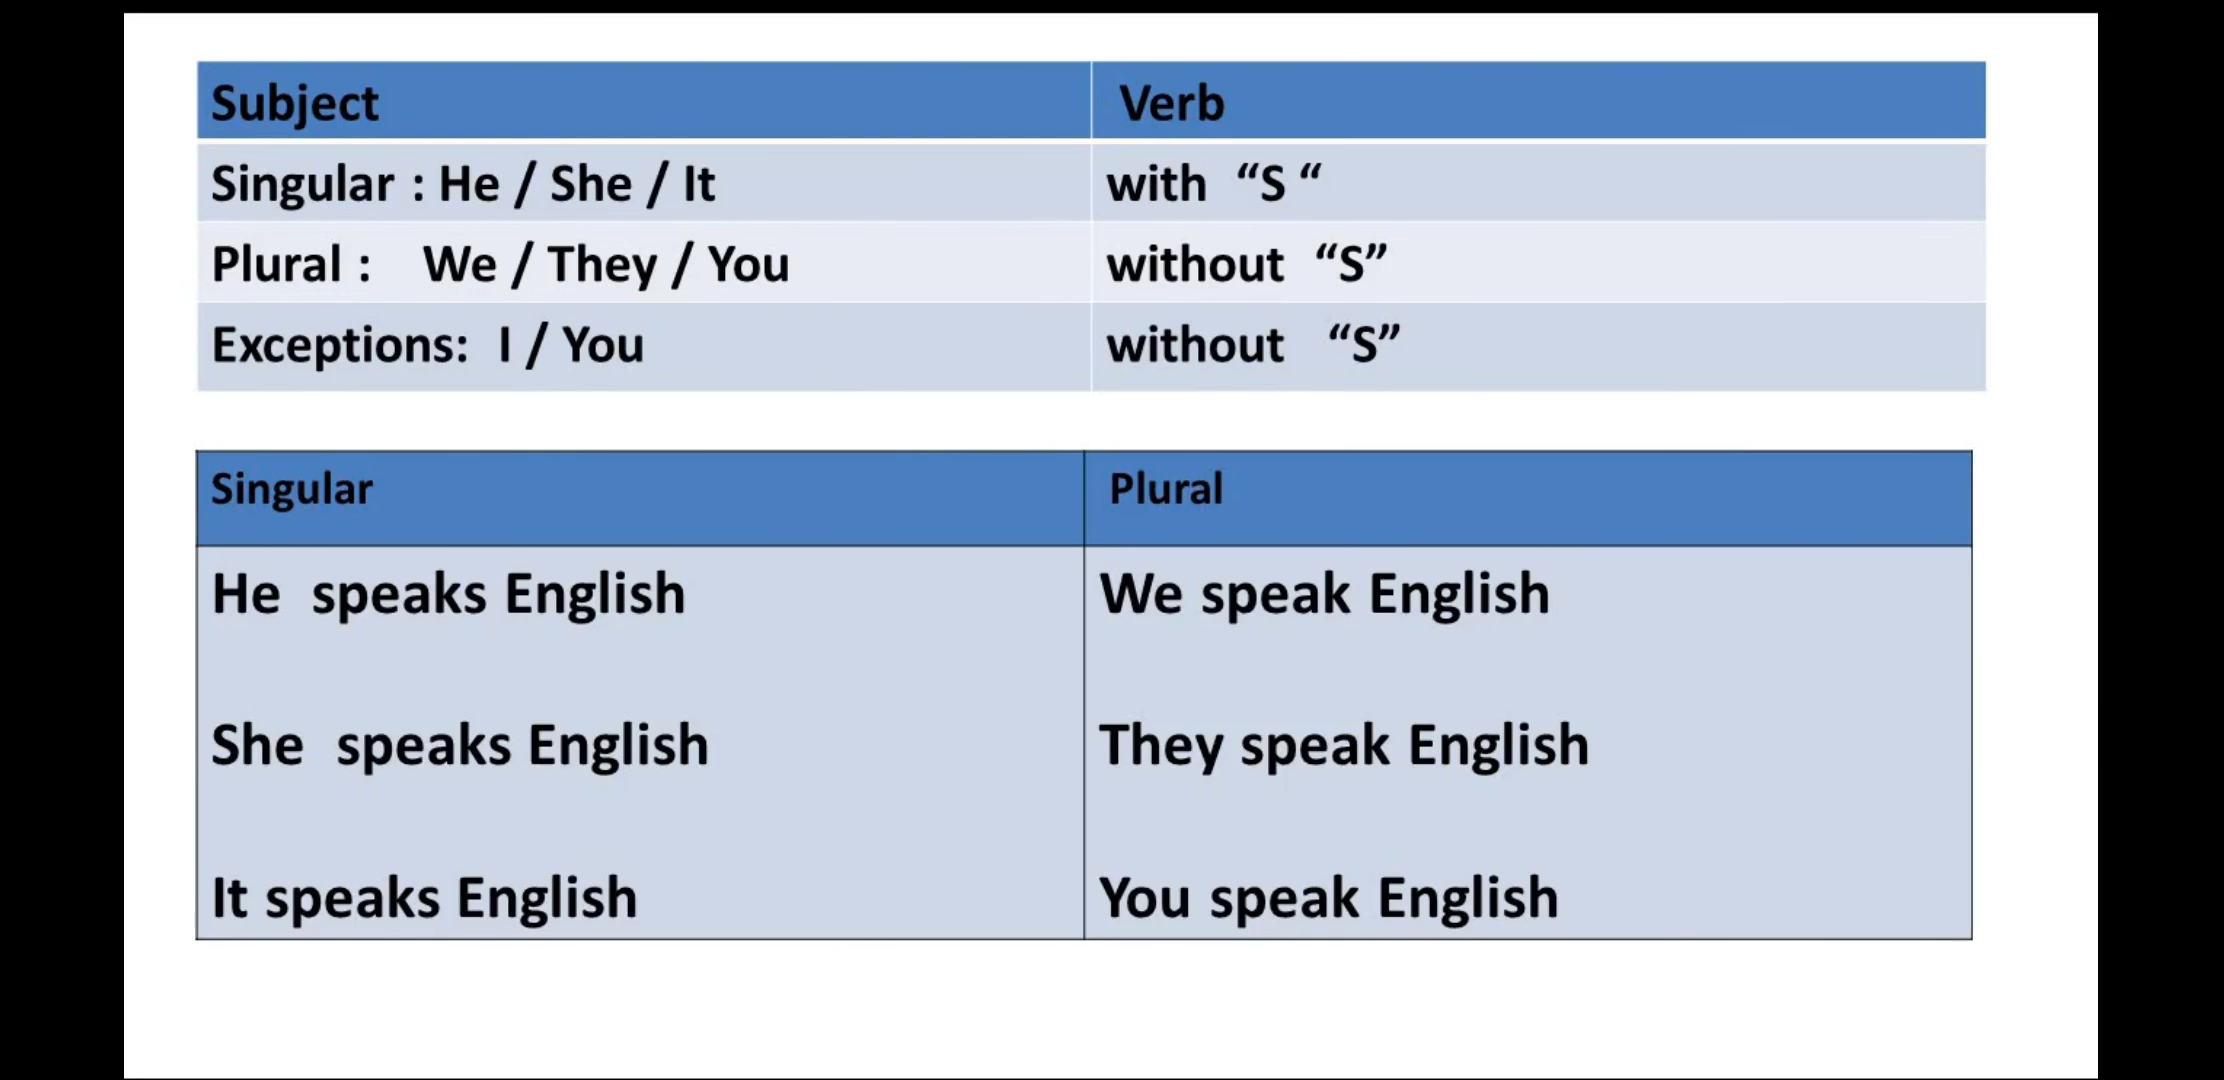 Subject Verb
Singular : He / She / It with “S “
Plural : We / They / You without “S”
Exceptions: I / You without “S”
Singular Plural
He speaks English We speak English
She speaks English They speak English
It speaks English You speak English